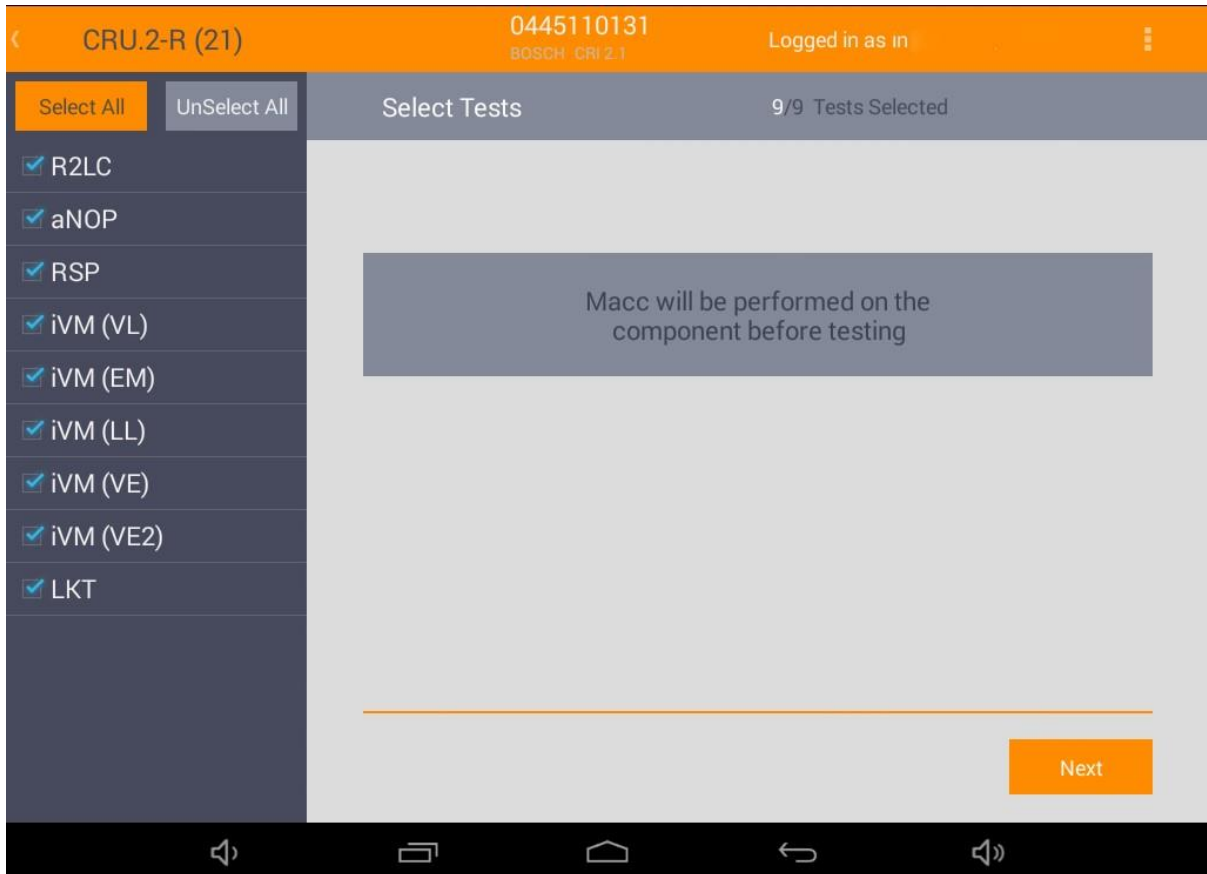 CRU.2-R (21)
0445110131
BOSCH CRI 2.1
Logged in as in
Select All
UnSelect All
Select Tests
9/9 Tests Selected
R2LC
aNOP
RSP
iVM (VL)
iVM (EM)
iVM (LL)
iVM (VE)
iVM (VE2)
LKT
Macc will be performed on the
component before testing
Next